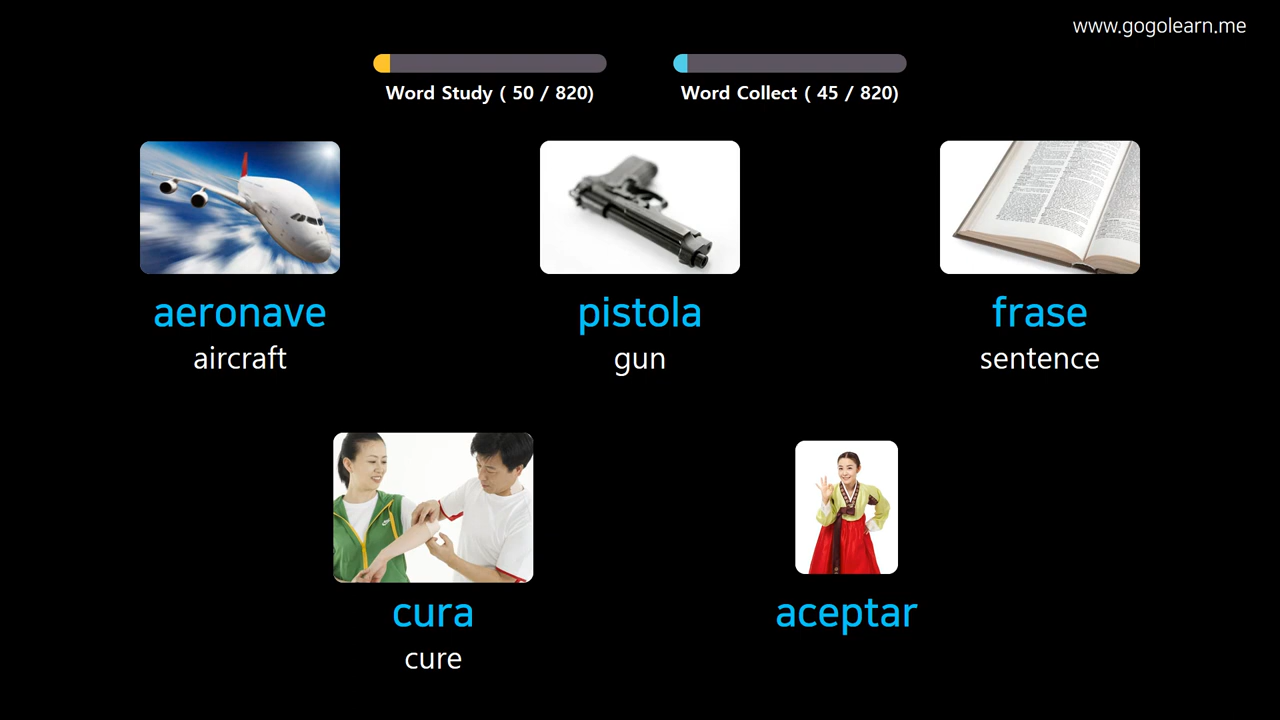 www.gogolearn.me
Word Study ( 50 / 820)
Word Collect ( 45 / 820)
aeronave
aircraft
pistola
gun
frase
sentence
cura
cure
aceptar